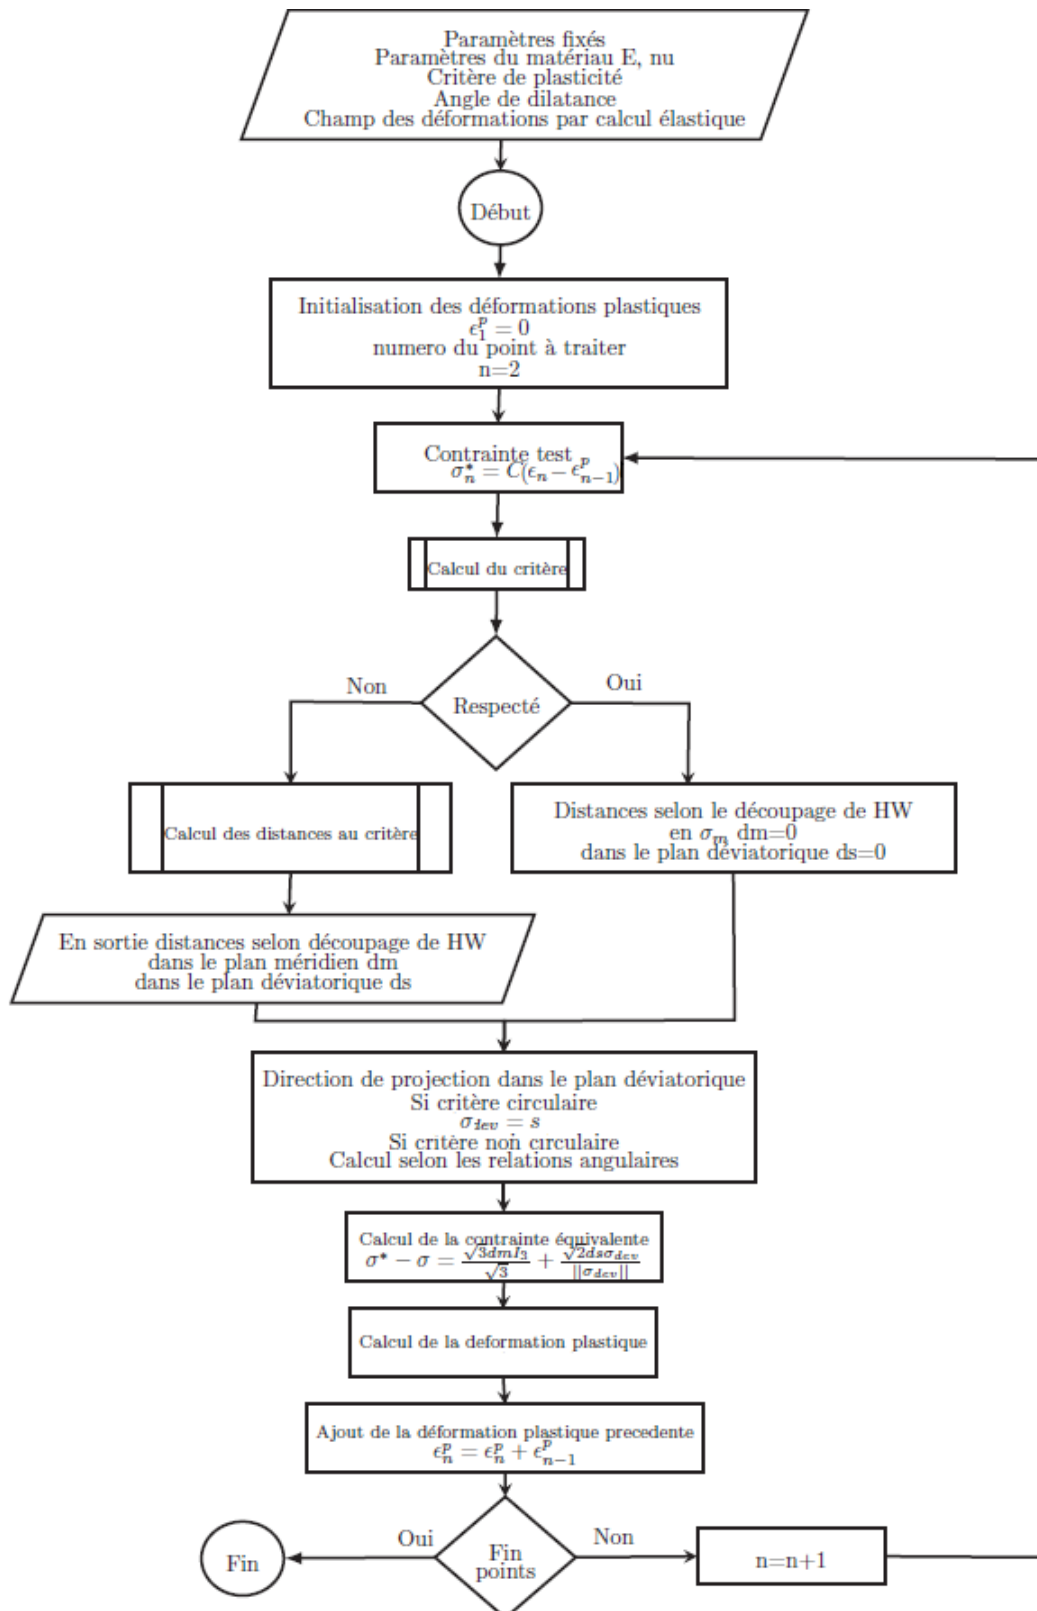 Paramètres fixés
Paramètres du matériau E, nu
Critère de plasticité
Angle de dilatance
Champ des déformations par calcul élastique
Début
Initialisation des déformations plastiques
ϵ₁ᵖ = 0
numero du point à traiter
n=2
Contrainte test
σₙ* = C(ϵₙ − ϵₙ₋₁ᵖ)
Calcul du critère
Respecté
Non
Oui
Calcul des distances au critère
Distances selon le découpage de HW
en σₘ dm=0
dans le plan déviatorique ds=0
En sortie distances selon découpage de HW
dans le plan méridien dm
dans le plan déviatorique ds
Direction de projection dans le plan déviatorique
Si critère circulaire
σ_dev = s
Si critère non circulaire
Calcul selon les relations angulaires
Calcul de la contrainte équivalente
σ* − σ = √3dmI₃/√3 + √2dsσ_dev/||σ_dev||
Calcul de la deformation plastique
Ajout de la déformation plastique precedente
ϵₙᵖ = ϵₙᵖ + ϵₙ₋₁ᵖ
Oui
Non
Fin
Fin
points
n=n+1